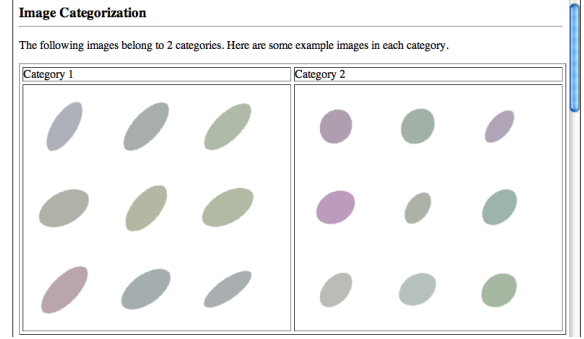 Image Categorization
The following images belong to 2 categories. Here are some example images in each category.
Category 1
Category 2